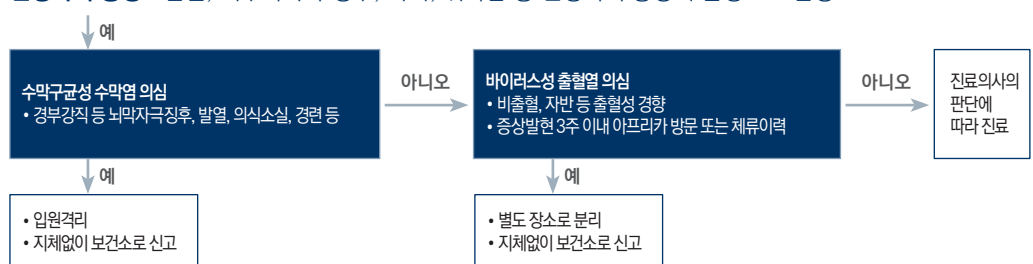 예
수막구균성 수막염 의심
• 경부강직 등 뇌막자극징후, 발열, 의식소실, 경련 등
아니오
바이러스성 출혈열 의심
• 비출혈, 자반 등 출혈성 경향
• 증상발현 3주 이내 아프리카 방문 또는 체류이력
아니오
진료의사의
판단에
따라 진료
예
• 입원격리
• 지체없이 보건소로 신고
예
• 별도 장소로 분리
• 지체없이 보건소로 신고